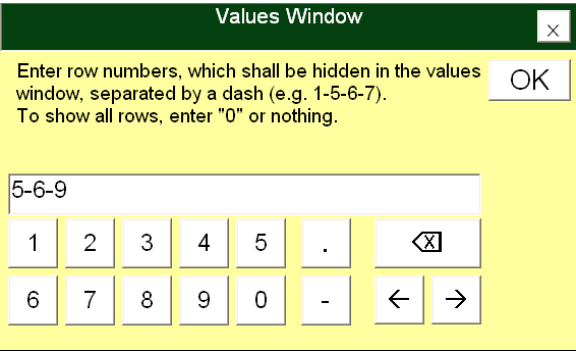 Values Window
×
Enter row numbers, which shall be hidden in the values
window, separated by a dash (e.g. 1-5-6-7).
To show all rows, enter "0" or nothing.
OK
5-6-9
1 2 3 4 5 .
6 7 8 9 0 - ← →